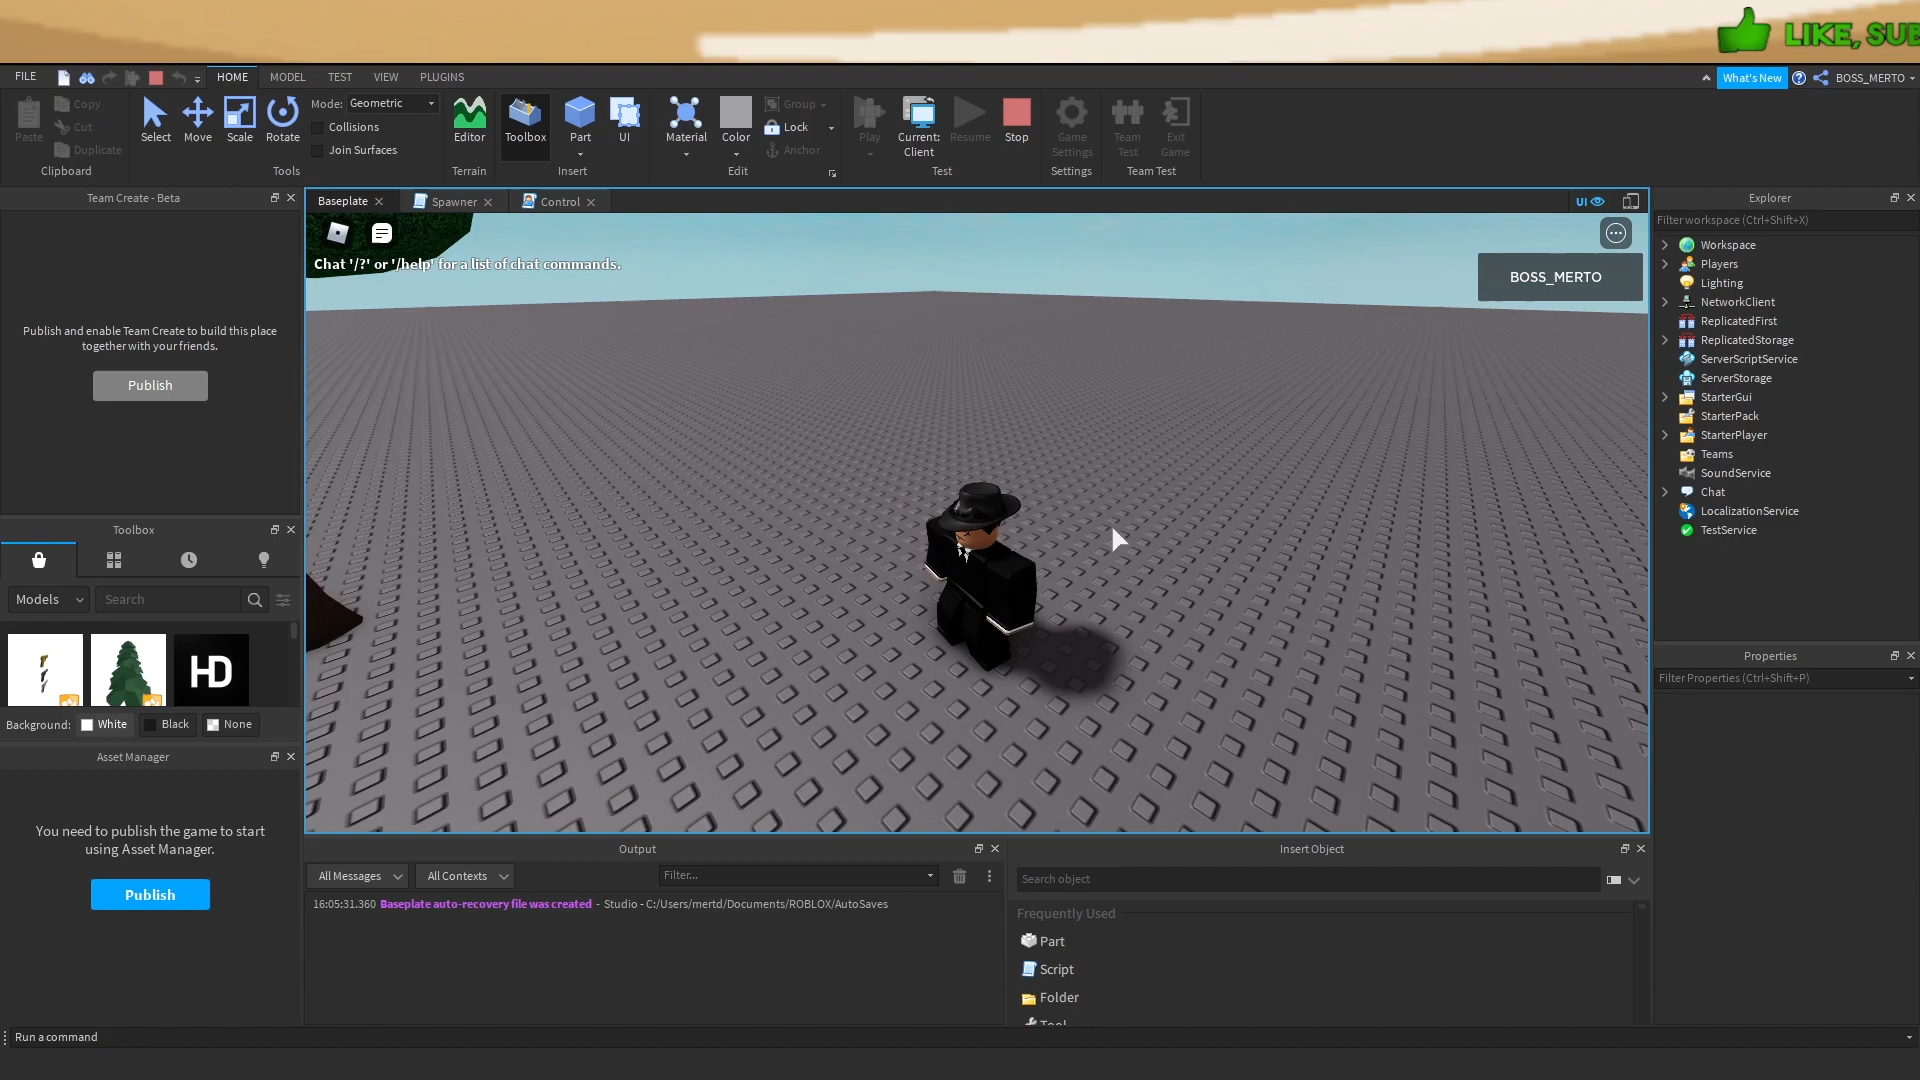 LIKE, SUB
FILE HOME MODEL TEST VIEW PLUGINS What's New BOSS_MERTO
Paste Copy Cut Duplicate Clipboard
Select Move Scale Rotate Mode: Geometric Collisions Join Surfaces Tools
Editor Terrain
Toolbox Part UI Insert
Material Color Group Lock Anchor Edit
Play Current: Client Resume Stop Test
Game Settings Settings
Team Test Exit Game Team Test
Team Create - Beta
Publish and enable Team Create to build this place
together with your friends.
Publish
Toolbox
Models Search
HD
Background: White Black None
Asset Manager
You need to publish the game to start
using Asset Manager.
Publish
Baseplate Spawner Control UI
Chat '/?' or '/help' for a list of chat commands.
BOSS_MERTO
Output
All Messages All Contexts Filter...
16:05:31.360 Baseplate auto-recovery file was created - Studio - C:/Users/mertd/Documents/ROBLOX/AutoSaves
Insert Object
Search object
Frequently Used
Part
Script
Folder
Tool
Explorer
Filter workspace (Ctrl+Shift+X)
Workspace
Players
Lighting
NetworkClient
ReplicatedFirst
ReplicatedStorage
ServerScriptService
ServerStorage
StarterGui
StarterPack
StarterPlayer
Teams
SoundService
Chat
LocalizationService
TestService
Properties
Filter Properties (Ctrl+Shift+P)
Run a command